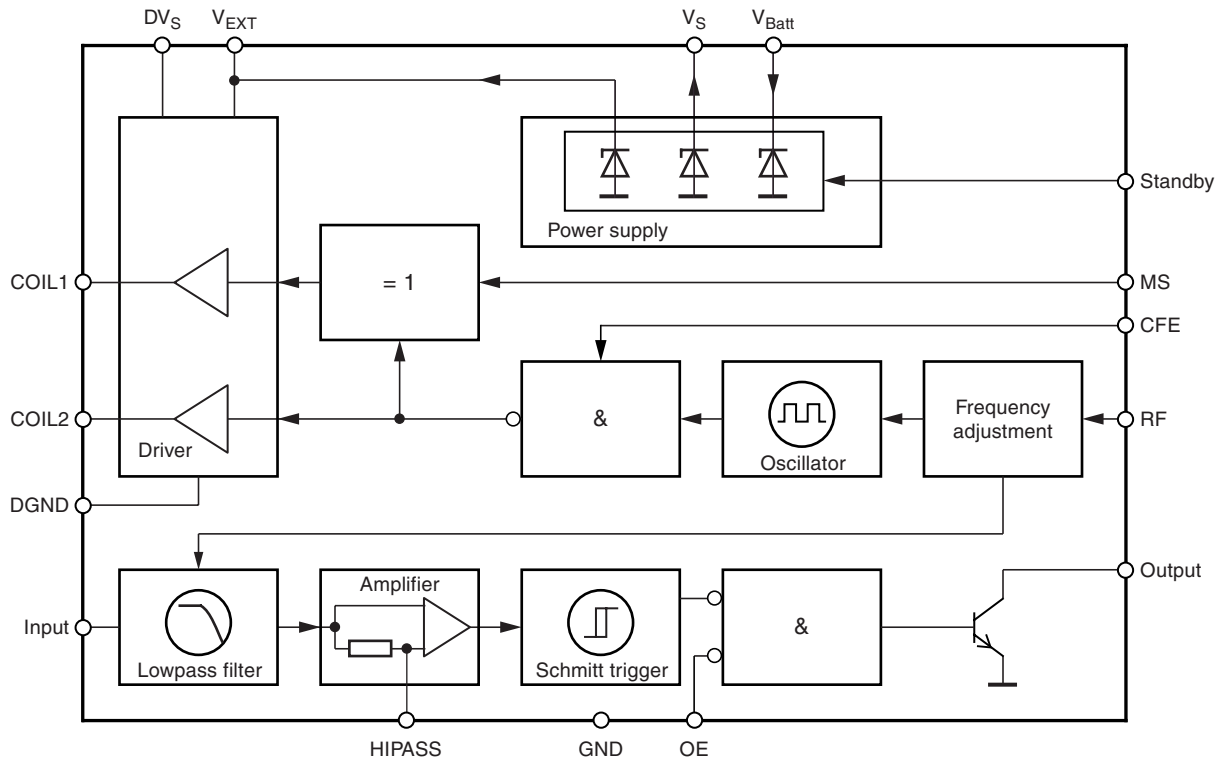 DVS VEXT VS VBatt
Standby
Power supply
COIL1
= 1
MS
CFE
COIL2
Driver
&
Oscillator
Frequency
adjustment
RF
DGND
Input
Lowpass filter
Amplifier
Schmitt trigger
&
Output
HIPASS GND OE